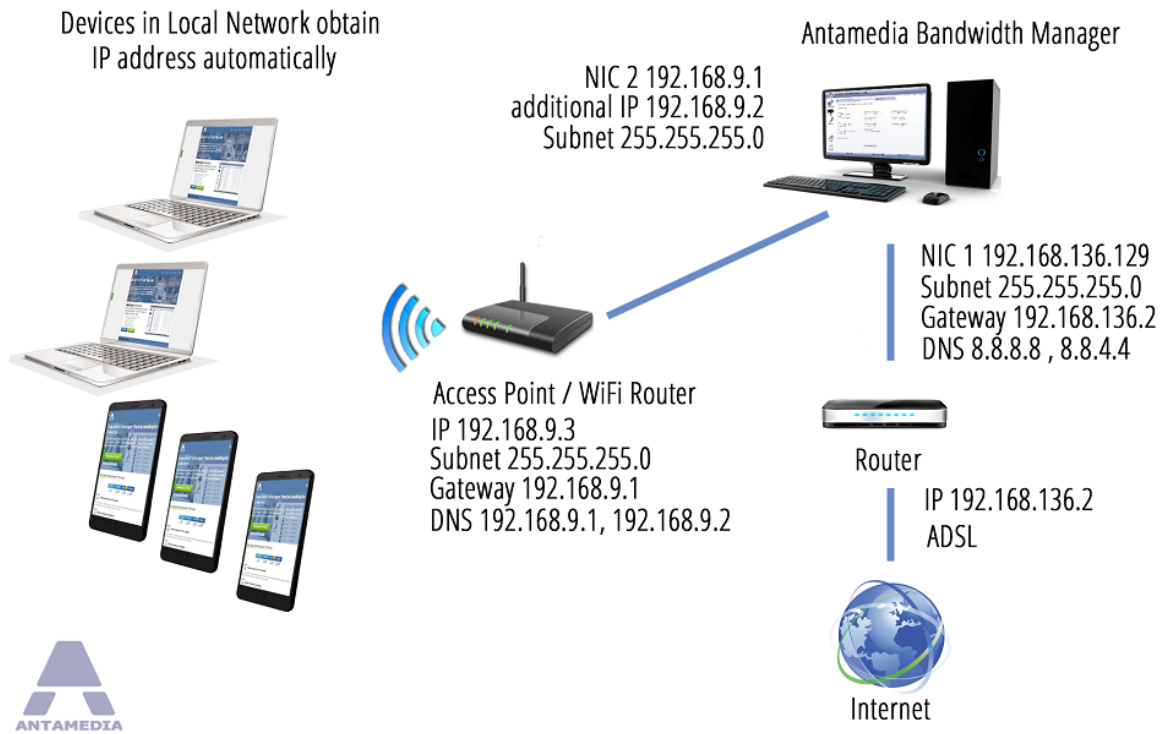 Devices in Local Network obtain
IP address automatically
Antamedia Bandwidth Manager
NIC 2 192.168.9.1
additional IP 192.168.9.2
Subnet 255.255.255.0
NIC 1 192.168.136.129
Subnet 255.255.255.0
Gateway 192.168.136.2
DNS 8.8.8.8 , 8.8.4.4
Access Point / WiFi Router
IP 192.168.9.3
Subnet 255.255.255.0
Gateway 192.168.9.1
DNS 192.168.9.1, 192.168.9.2
Router
IP 192.168.136.2
ADSL
Internet
ANTAMEDIA